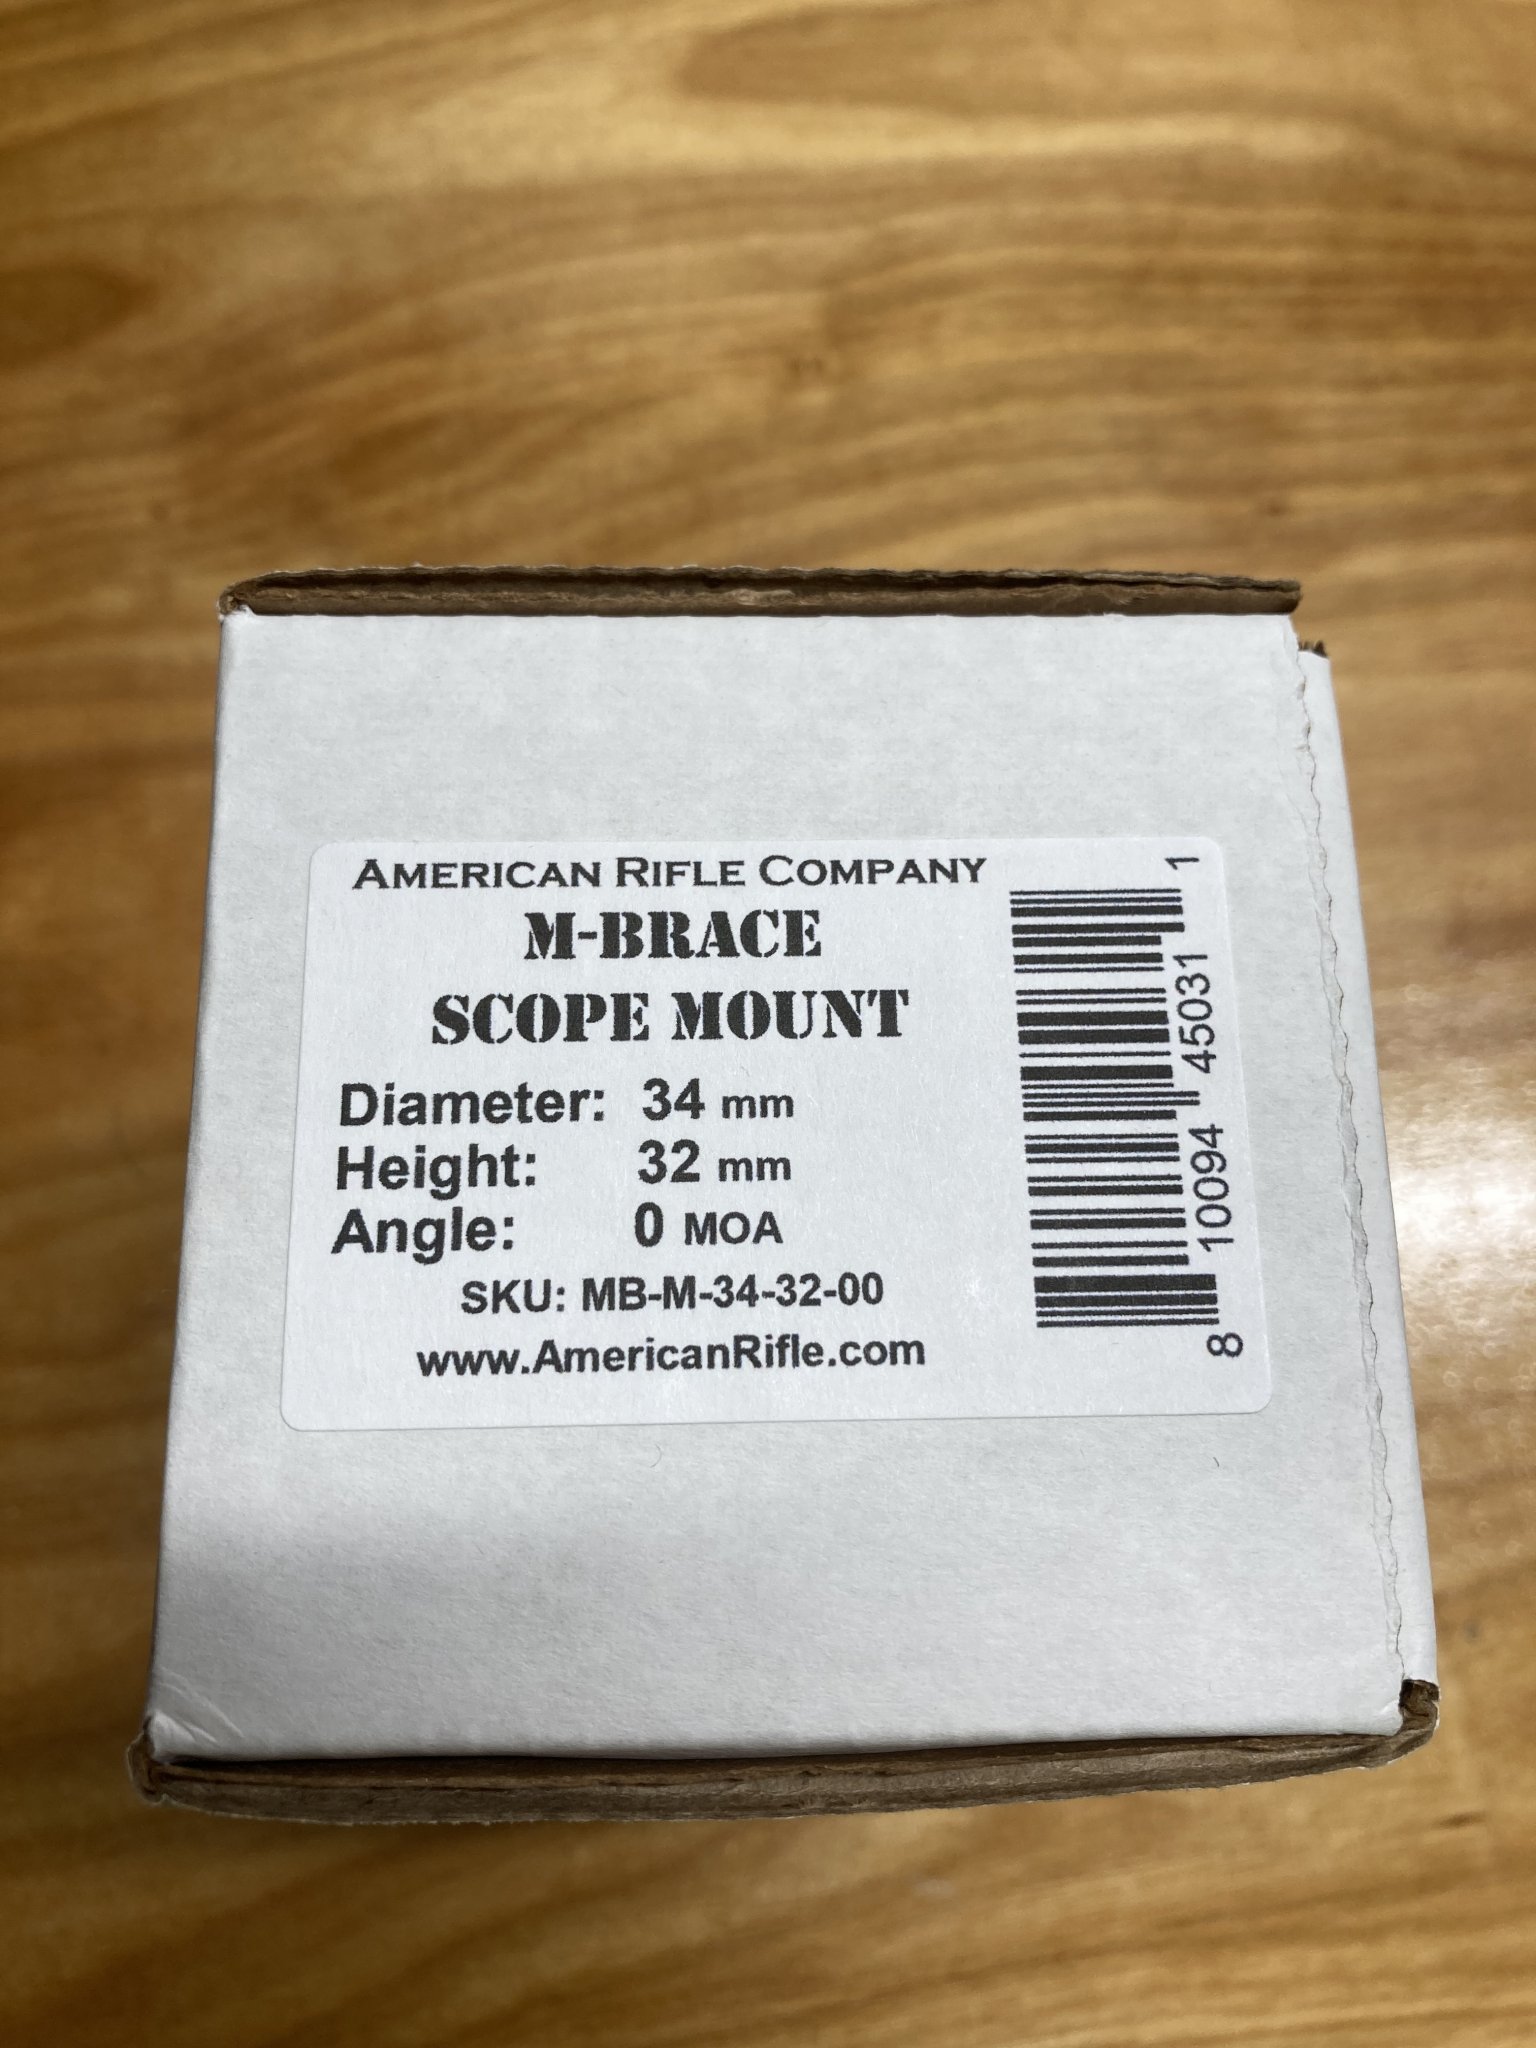 AMERICAN RIFLE COMPANY
M-BRACE
SCOPE MOUNT
Diameter: 34 mm
Height: 32 mm
Angle: 0 MOA
SKU: MB-M-34-32-00
www.AmericanRifle.com
8 10094 45031 1